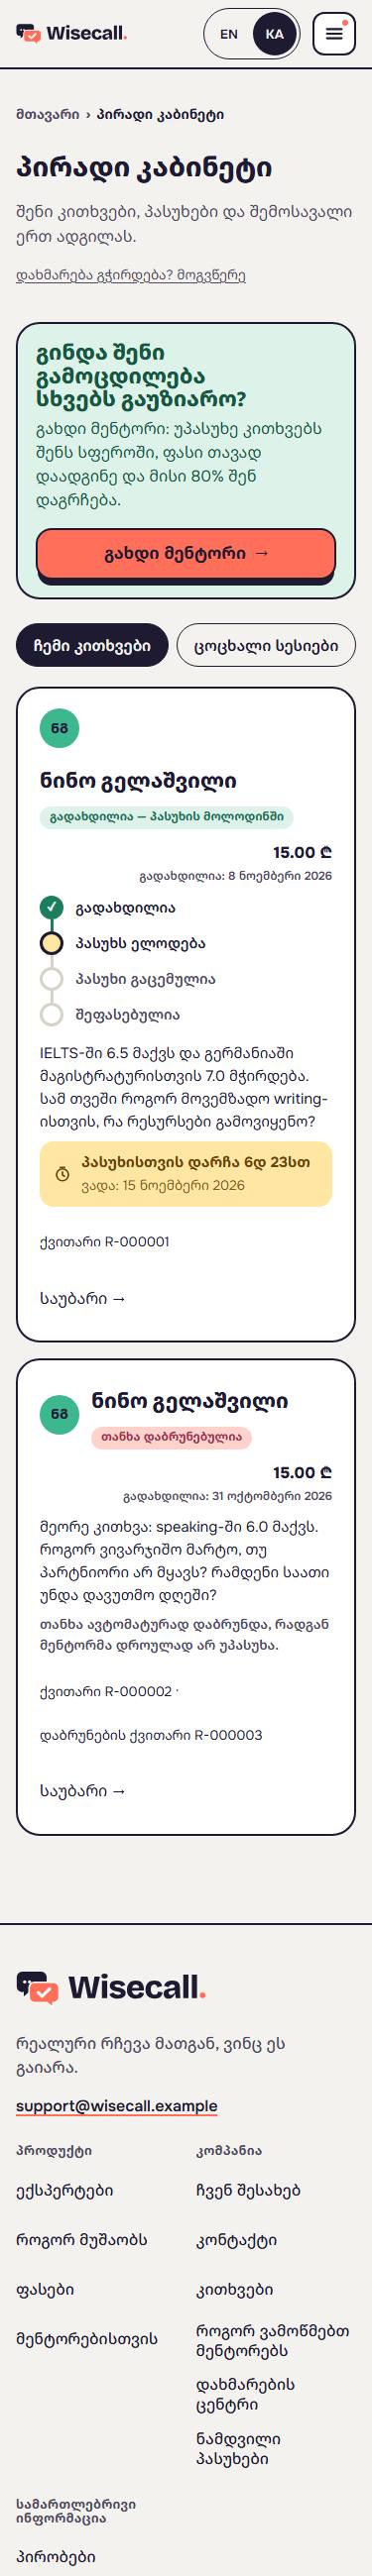 Wisecall.
EN
KA
მთავარი › პირადი კაბინეტი
პირადი კაბინეტი
შენი კითხვები, პასუხები და შემოსავალი
ერთ ადგილას.
დახმარება გჭირდება? მოგვწერე
გინდა შენი
გამოცდილება
სხვებს გაუზიარო?
გახდი მენტორი: უპასუხე კითხვებს
შენს სფეროში, ფასი თავად
დაადგინე და მისი 80% შენ
დაგრჩება.
გახდი მენტორი →
ჩემი კითხვები
ცოცხალი სესიები
ნგ
ნინო გელაშვილი
გადახდილია — პასუხის მოლოდინში
15.00 ₾
გადახდილია: 8 ნოემბერი 2026
გადახდილია
პასუხს ელოდება
პასუხი გაცემულია
შეფასებულია
IELTS-ში 6.5 მაქვს და გერმანიაში
მაგისტრატურისთვის 7.0 მჭირდება.
სამ თვეში როგორ მოვემზადო writing-
ისთვის, რა რესურსები გამოვიყენო?
პასუხისთვის დარჩა 6დ 23სთ
ვადა: 15 ნოემბერი 2026
ქვითარი R-000001
საუბარი →
ნგ
ნინო გელაშვილი
თანხა დაბრუნებულია
15.00 ₾
გადახდილია: 31 ოქტომბერი 2026
მეორე კითხვა: speaking-ში 6.0 მაქვს.
როგორ ვივარჯიშო მარტო, თუ
პარტნიორი არ მყავს? რამდენი საათი
უნდა დავუთმო დღეში?
თანხა ავტომატურად დაბრუნდა, რადგან
მენტორმა დროულად არ უპასუხა.
ქვითარი R-000002 ·
დაბრუნების ქვითარი R-000003
საუბარი →
Wisecall.
რეალური რჩევა მათგან, ვინც ეს
გაიარა.
support@wisecall.example
პროდუქტი
ექსპერტები
როგორ მუშაობს
ფასები
მენტორებისთვის
კომპანია
ჩვენ შესახებ
კონტაქტი
კითხვები
როგორ ვამოწმებთ
მენტორებს
დახმარების
ცენტრი
ნამდვილი
პასუხები
სამართლებრივი
ინფორმაცია
პირობები